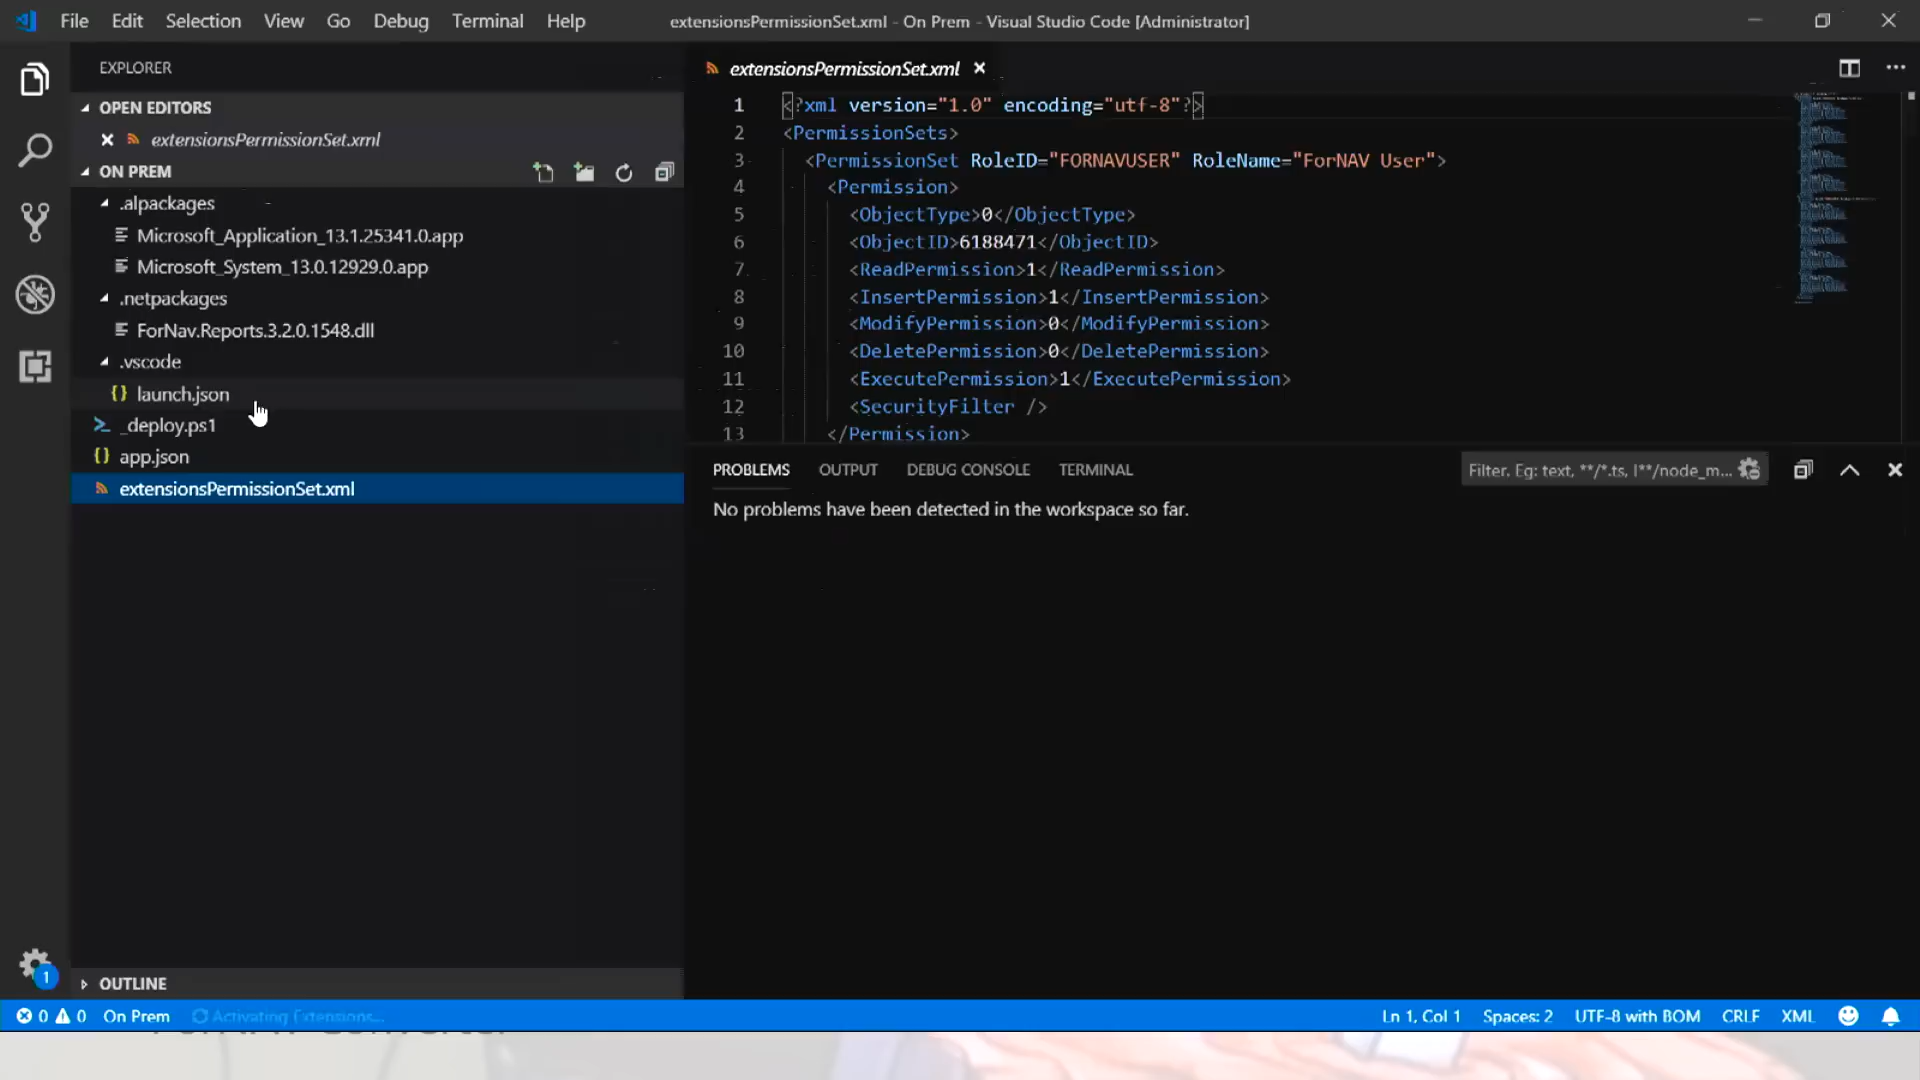 File Edit Selection View Go Debug Terminal Help
extensionsPermissionSet.xml - On Prem - Visual Studio Code [Administrator]
EXPLORER
OPEN EDITORS
extensionsPermissionSet.xml
ON PREM
.alpackages
Microsoft_Application_13.1.25341.0.app
Microsoft_System_13.0.12929.0.app
.netpackages
ForNav.Reports.3.2.0.1548.dll
.vscode
launch.json
_deploy.ps1
app.json
extensionsPermissionSet.xml
OUTLINE
extensionsPermissionSet.xml
1 <?xml version="1.0" encoding="utf-8"?>
2 <PermissionSets>
3 <PermissionSet RoleID="FORNAVUSER" RoleName="ForNAV User">
4 <Permission>
5 <ObjectType>0</ObjectType>
6 <ObjectID>6188471</ObjectID>
7 <ReadPermission>1</ReadPermission>
8 <InsertPermission>1</InsertPermission>
9 <ModifyPermission>0</ModifyPermission>
10 <DeletePermission>0</DeletePermission>
11 <ExecutePermission>1</ExecutePermission>
12 <SecurityFilter />
13 </Permission>
PROBLEMS OUTPUT DEBUG CONSOLE TERMINAL
Filter. Eg: text, **/*.ts, !**/node_m...
No problems have been detected in the workspace so far.
1
0 0 On Prem Activating Extensions...
Ln 1, Col 1 Spaces: 2 UTF-8 with BOM CRLF XML